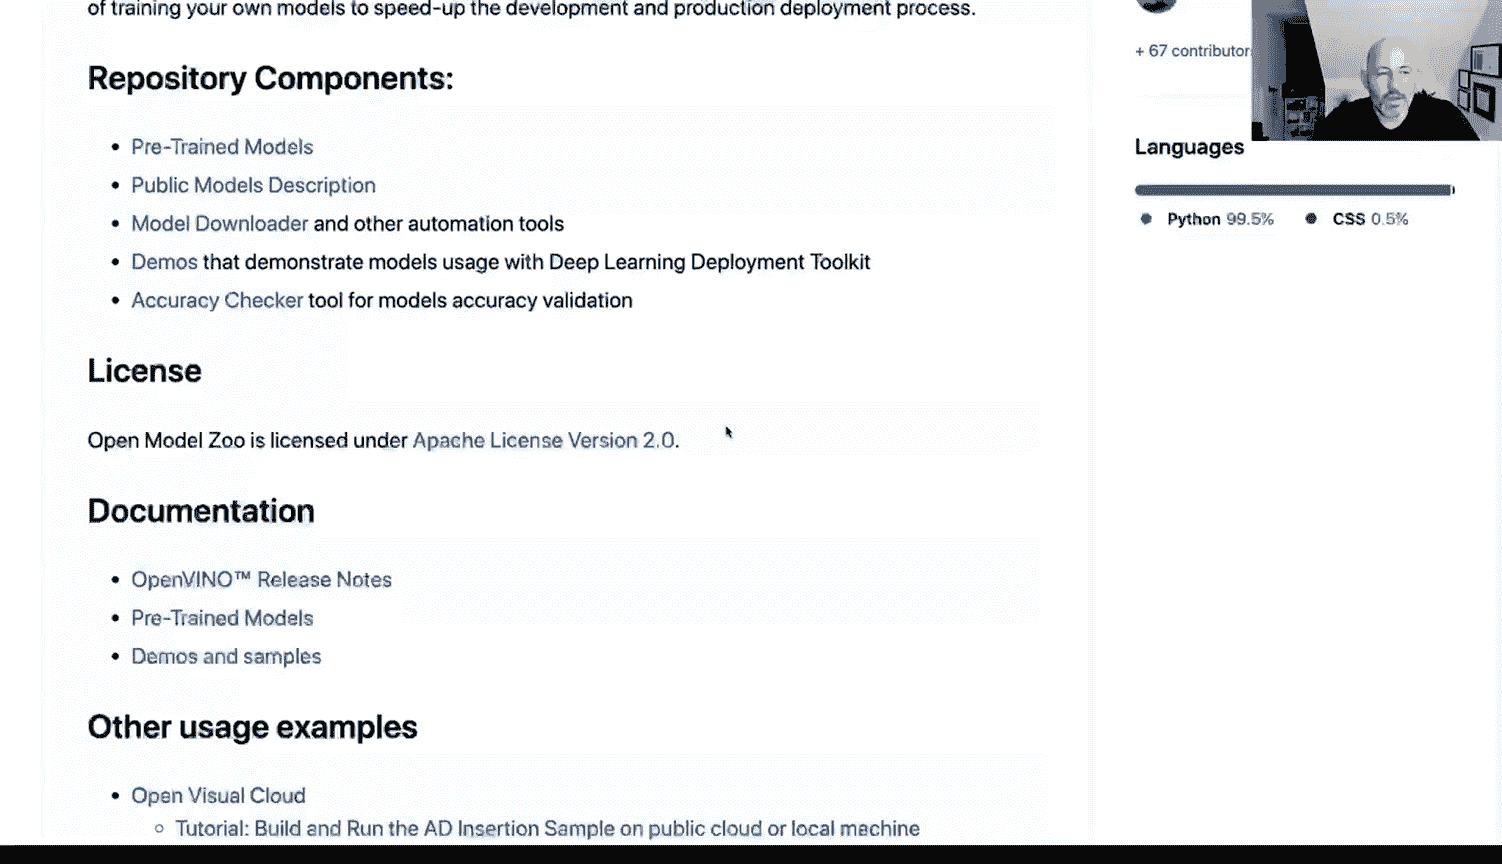 of training your own models to speed-up the development and production deployment process.
Repository Components:
Pre-Trained Models
Public Models Description
Model Downloader and other automation tools
Demos that demonstrate models usage with Deep Learning Deployment Toolkit
Accuracy Checker tool for models accuracy validation
License
Open Model Zoo is licensed under Apache License Version 2.0.
Documentation
OpenVINO™ Release Notes
Pre-Trained Models
Demos and samples
Other usage examples
Open Visual Cloud
Tutorial: Build and Run the AD Insertion Sample on public cloud or local machine
+ 67 contributor
Languages
Python 99.5% CSS 0.5%